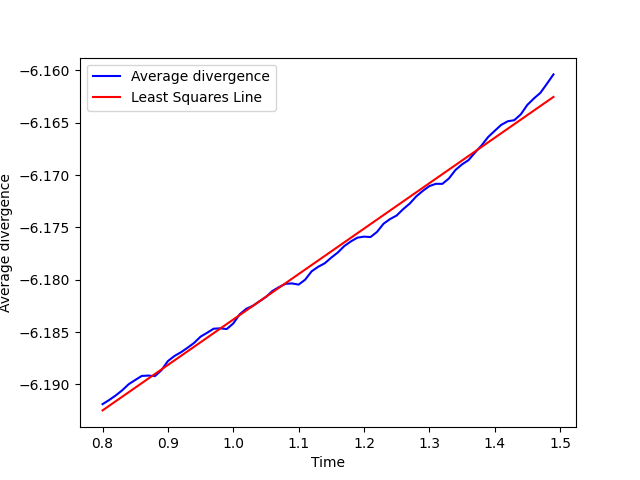 Average divergence
Least Squares Line
−6.160
−6.165
−6.170
−6.175
−6.180
−6.185
−6.190
Average divergence
0.8 0.9 1.0 1.1 1.2 1.3 1.4 1.5
Time